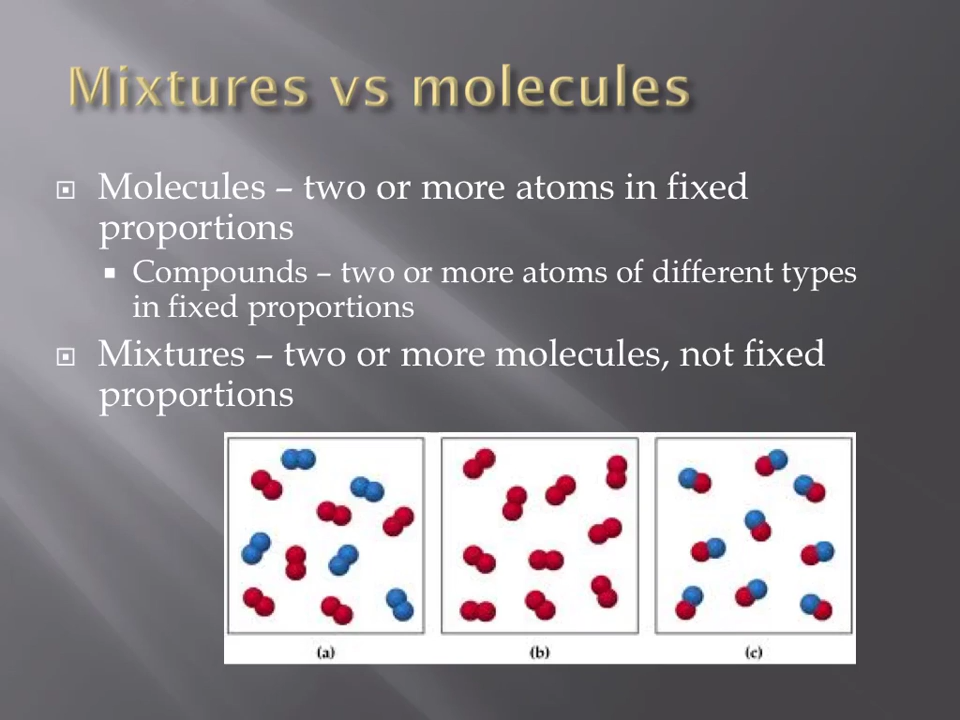 Mixtures vs molecules
Molecules – two or more atoms in fixed
proportions
Compounds – two or more atoms of different types
in fixed proportions
Mixtures – two or more molecules, not fixed
proportions
(a) (b) (c)